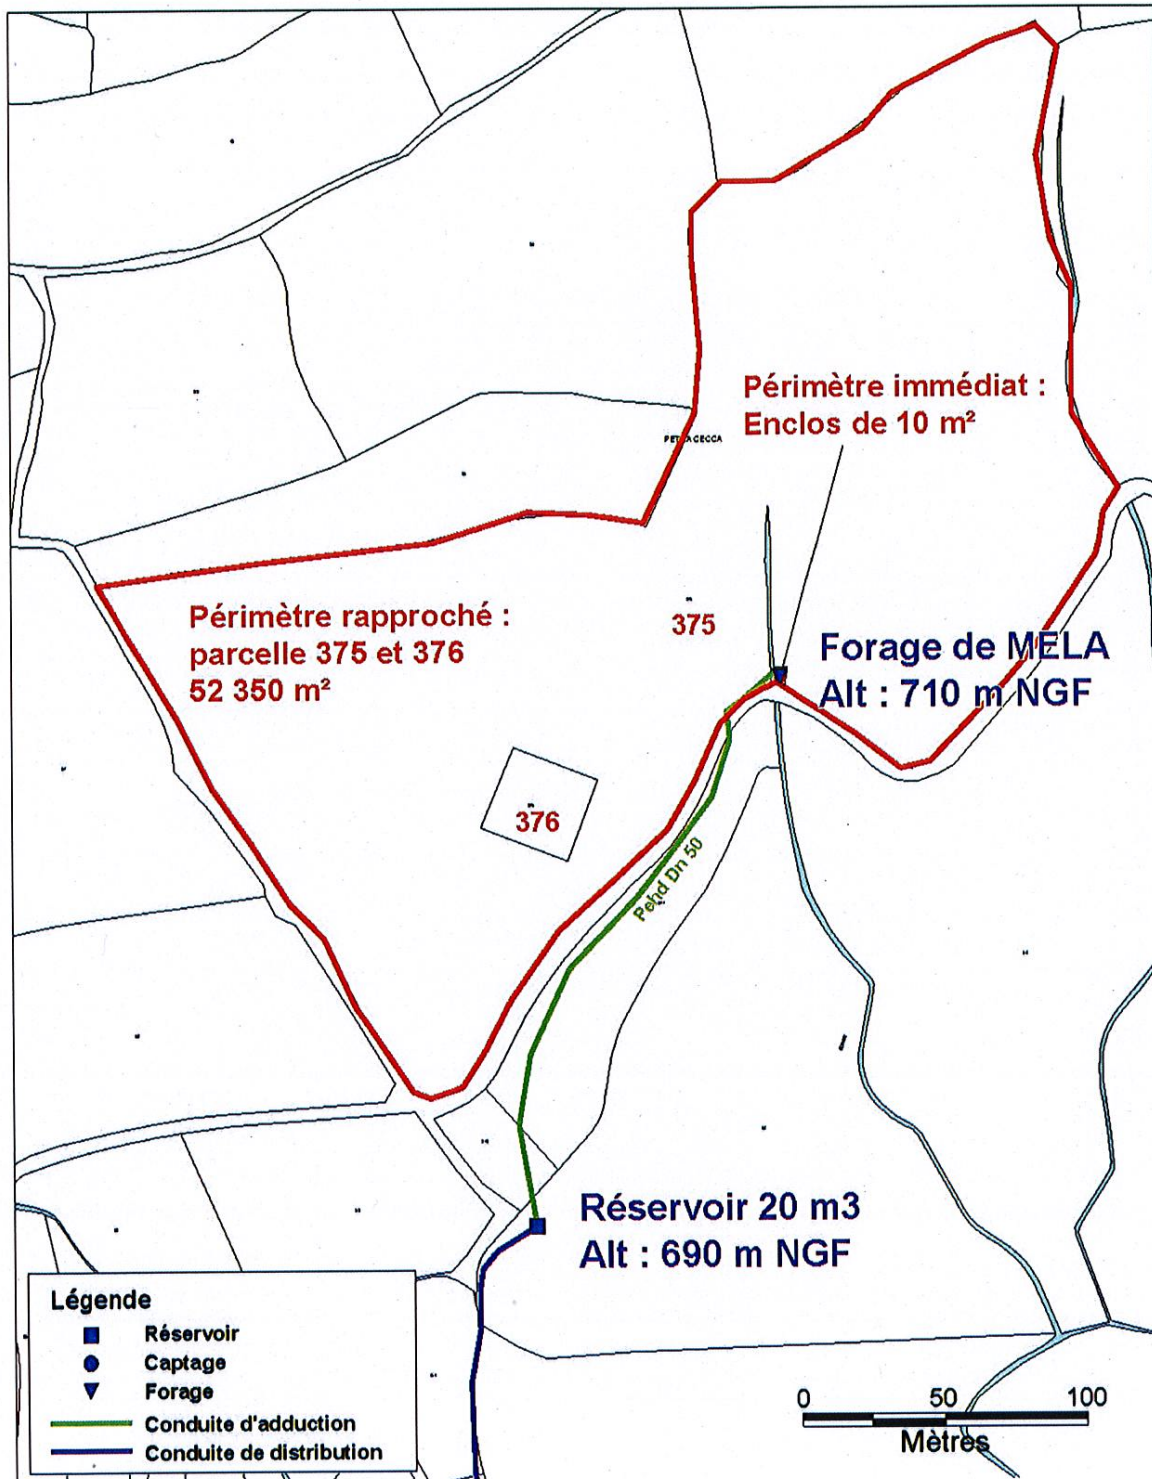 Périmètre immédiat :
Enclos de 10 m²
Périmètre rapproché :
parcelle 375 et 376
52 350 m²
375
Forage de MELA
Alt : 710 m NGF
376
Pehd Dn 50
Réservoir 20 m3
Alt : 690 m NGF
Légende
Réservoir
Captage
Forage
Conduite d'adduction
Conduite de distribution
0 50 100
Mètres